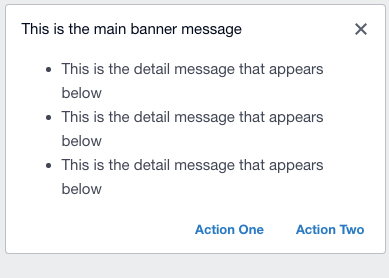 This is the main banner message
• This is the detail message that appears
below
• This is the detail message that appears
below
• This is the detail message that appears
below
Action One Action Two